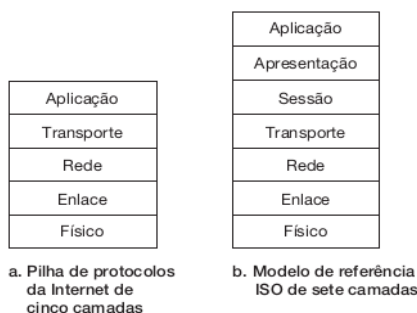 Aplicação
Transporte
Rede
Enlace
Físico
a. Pilha de protocolos
da Internet de
cinco camadas
Aplicação
Apresentação
Sessão
Transporte
Rede
Enlace
Físico
b. Modelo de referência
ISO de sete camadas